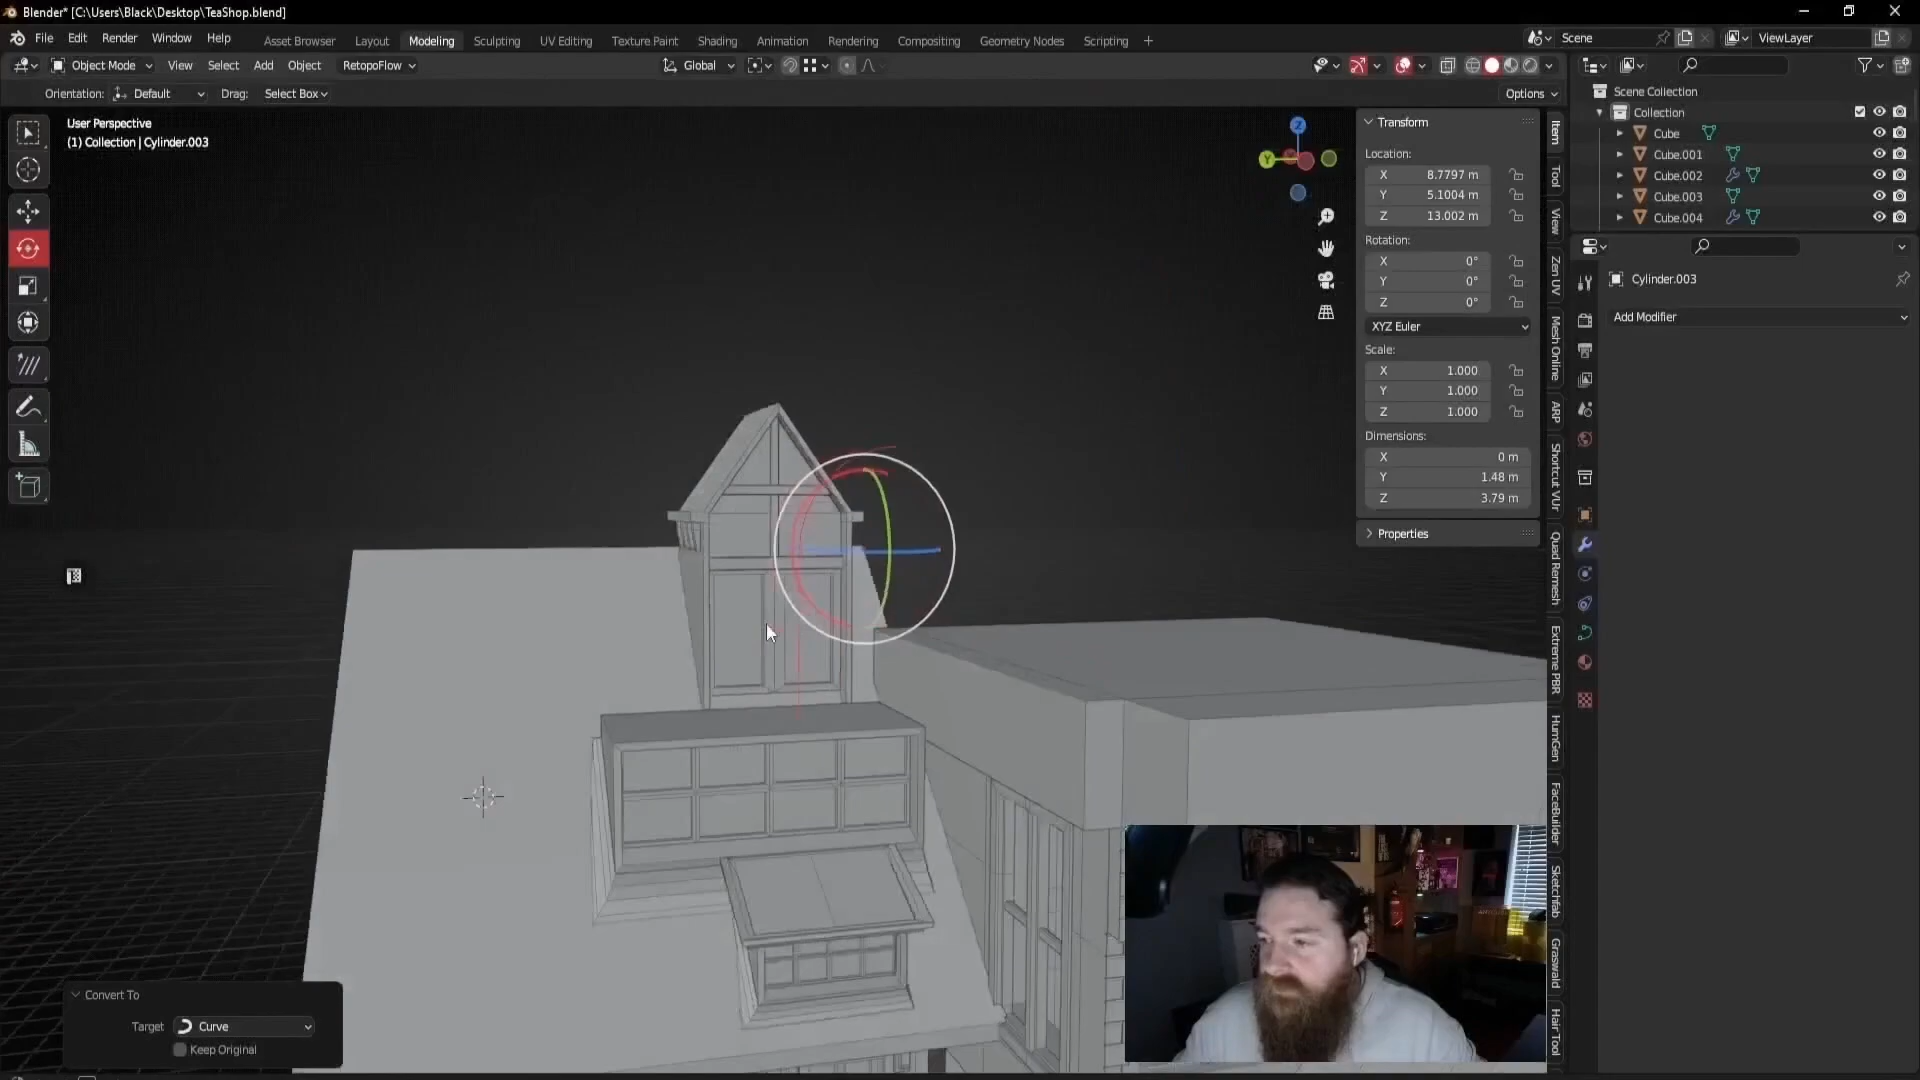 Blender* [C:\Users\Black\Desktop\TeaShop.blend]
File Edit Render Window Help Asset Browser Layout Modeling Sculpting UV Editing Texture Paint Shading Animation Rendering Compositing Geometry Nodes Scripting + Scene ViewLayer
Object Mode View Select Add Object RetopoFlow Global
Orientation: Default Drag: Select Box Options
User Perspective
(1) Collection | Cylinder.003
Z
Y
Transform
Location:
X 8.7797 m
Y 5.1004 m
Z 13.002 m
Rotation:
X 0°
Y 0°
Z 0°
XYZ Euler
Scale:
X 1.000
Y 1.000
Z 1.000
Dimensions:
X 0 m
Y 1.48 m
Z 3.79 m
Properties
Item
Tool
View
Zen UV
Mesh Online
ARP
Shortcut VUr
Quad Remesh
Extreme PBR
HumGen
FaceBuilder
Sketchfab
Graswald
Hair Tool
Scene Collection
Collection
Cube
Cube.001
Cube.002
Cube.003
Cube.004
Cylinder.003
Add Modifier
Convert To
Target Curve
Keep Original